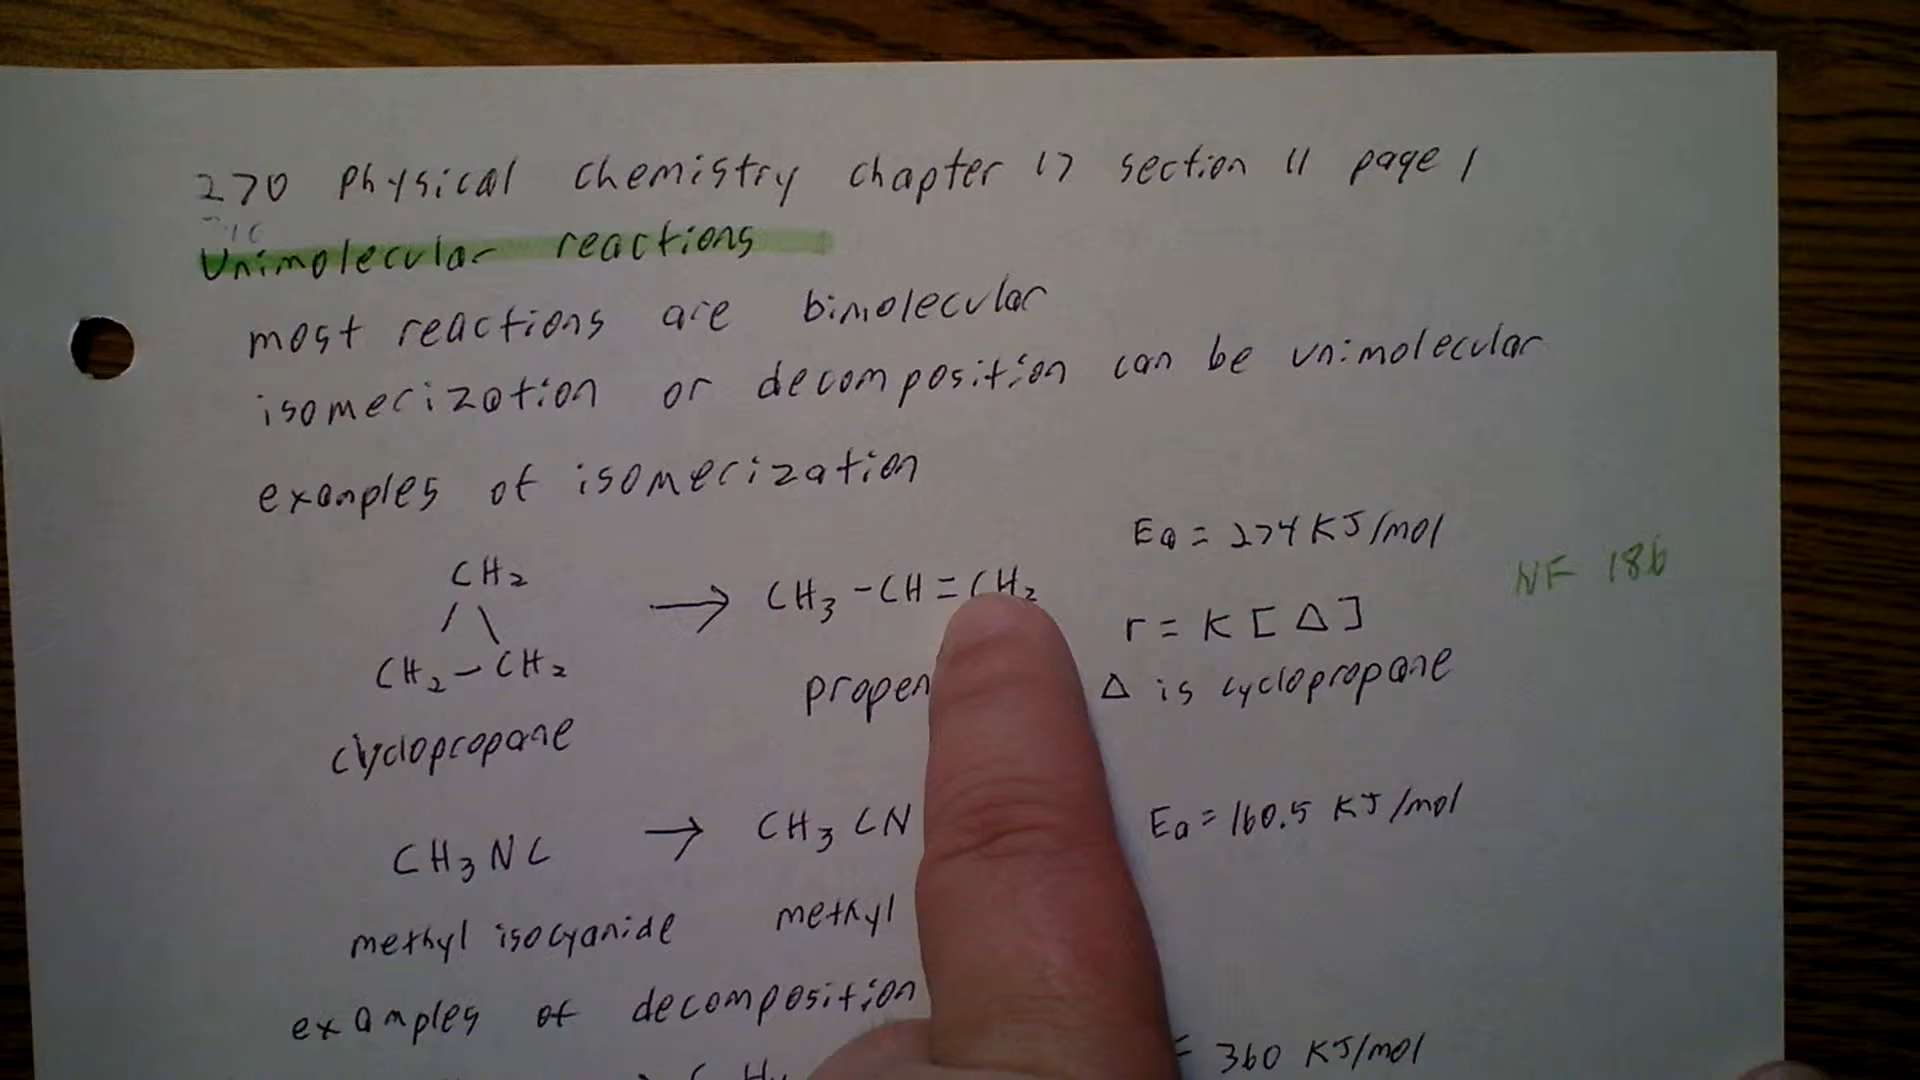 270 Physical chemistry chapter 17 section 11 page 1
Unimolecular reactions
most reactions are bimolecular
isomerization or decomposition can be unimolecular
examples of isomerization
Ea = 274 KJ/mol
CH2
→ CH3-CH=CH2
NF 186
/ \
r = K [Δ]
CH2-CH2
propen
Δ is cyclopropane
cyclopropane
CH3NC → CH3CN
Ea = 160.5 KJ/mol
methyl isocyanide methyl
examples of decomposition
= 360 KJ/mol